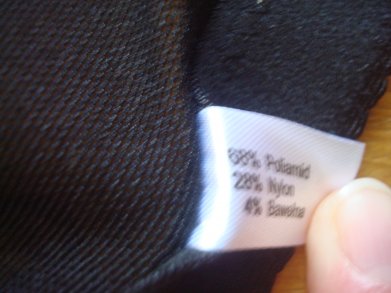 68% Poliamid
28% Nylon
4% Bawełna